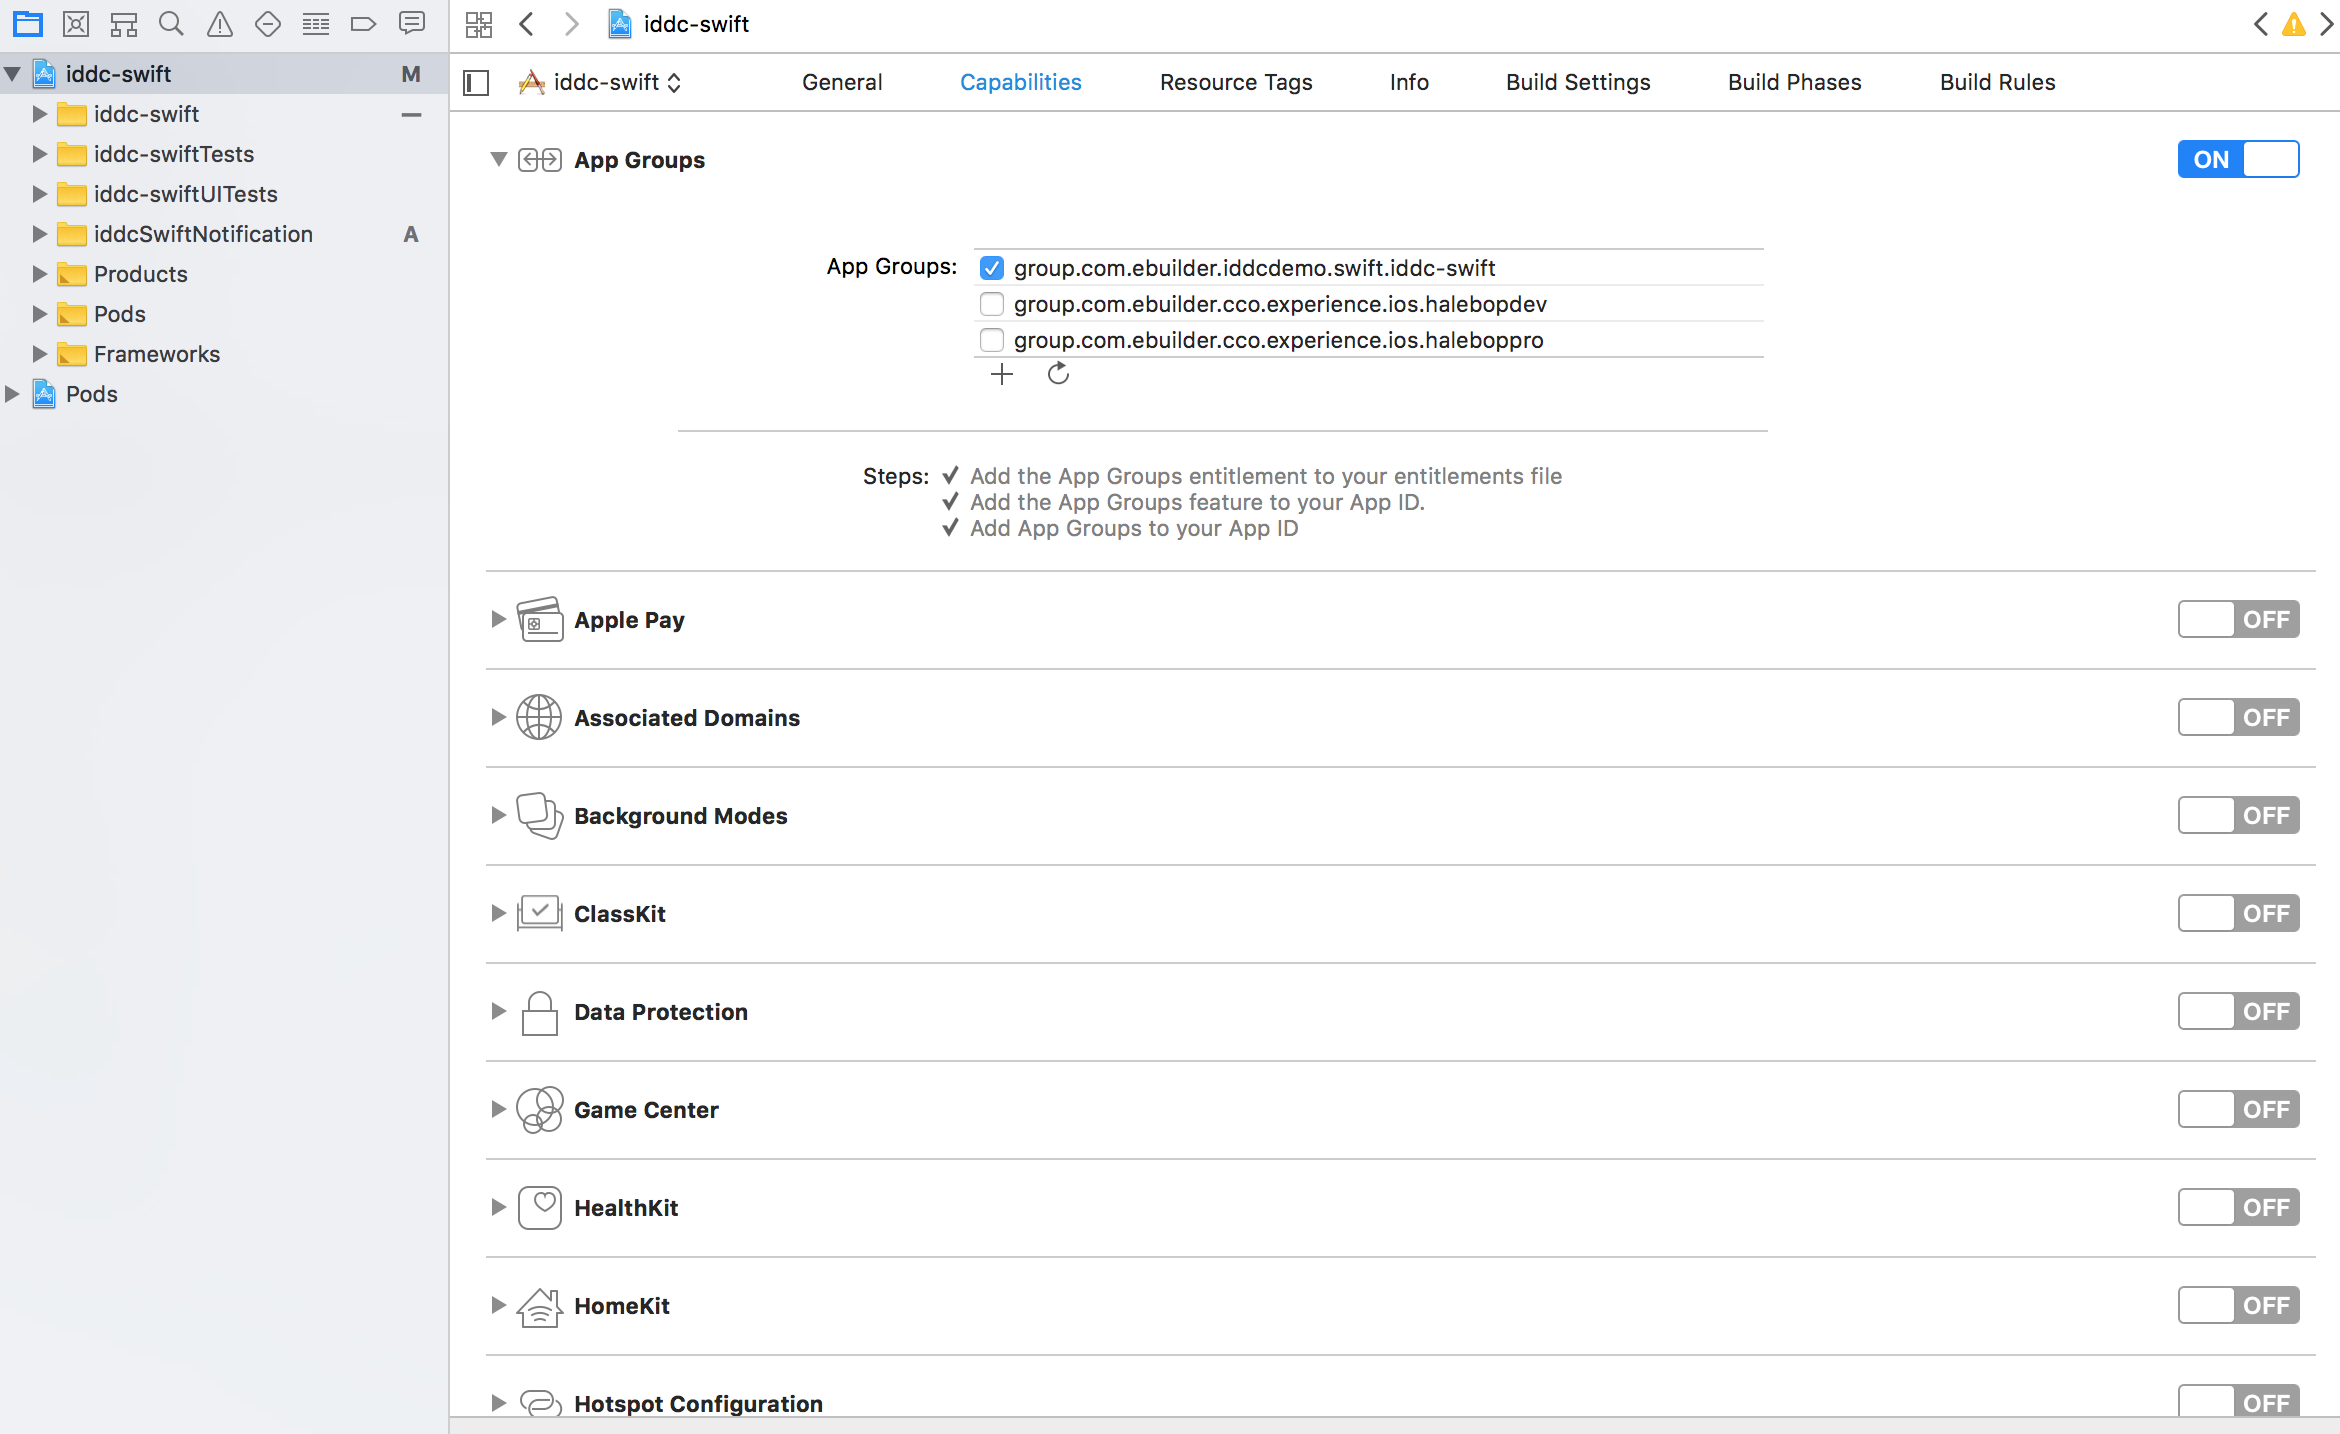 iddc-swift
iddc-swift M
iddc-swift
iddc-swiftTests
iddc-swiftUITests
iddcSwiftNotification A
Products
Pods
Frameworks
Pods
iddc-swift General Capabilities Resource Tags Info Build Settings Build Phases Build Rules
App Groups ON
App Groups: group.com.ebuilder.iddcdemo.swift.iddc-swift
group.com.ebuilder.cco.experience.ios.halebopdev
group.com.ebuilder.cco.experience.ios.haleboppro
Steps: ✓ Add the App Groups entitlement to your entitlements file
✓ Add the App Groups feature to your App ID.
✓ Add App Groups to your App ID
Apple Pay OFF
Associated Domains OFF
Background Modes OFF
ClassKit OFF
Data Protection OFF
Game Center OFF
HealthKit OFF
HomeKit OFF
Hotspot Configuration OFF